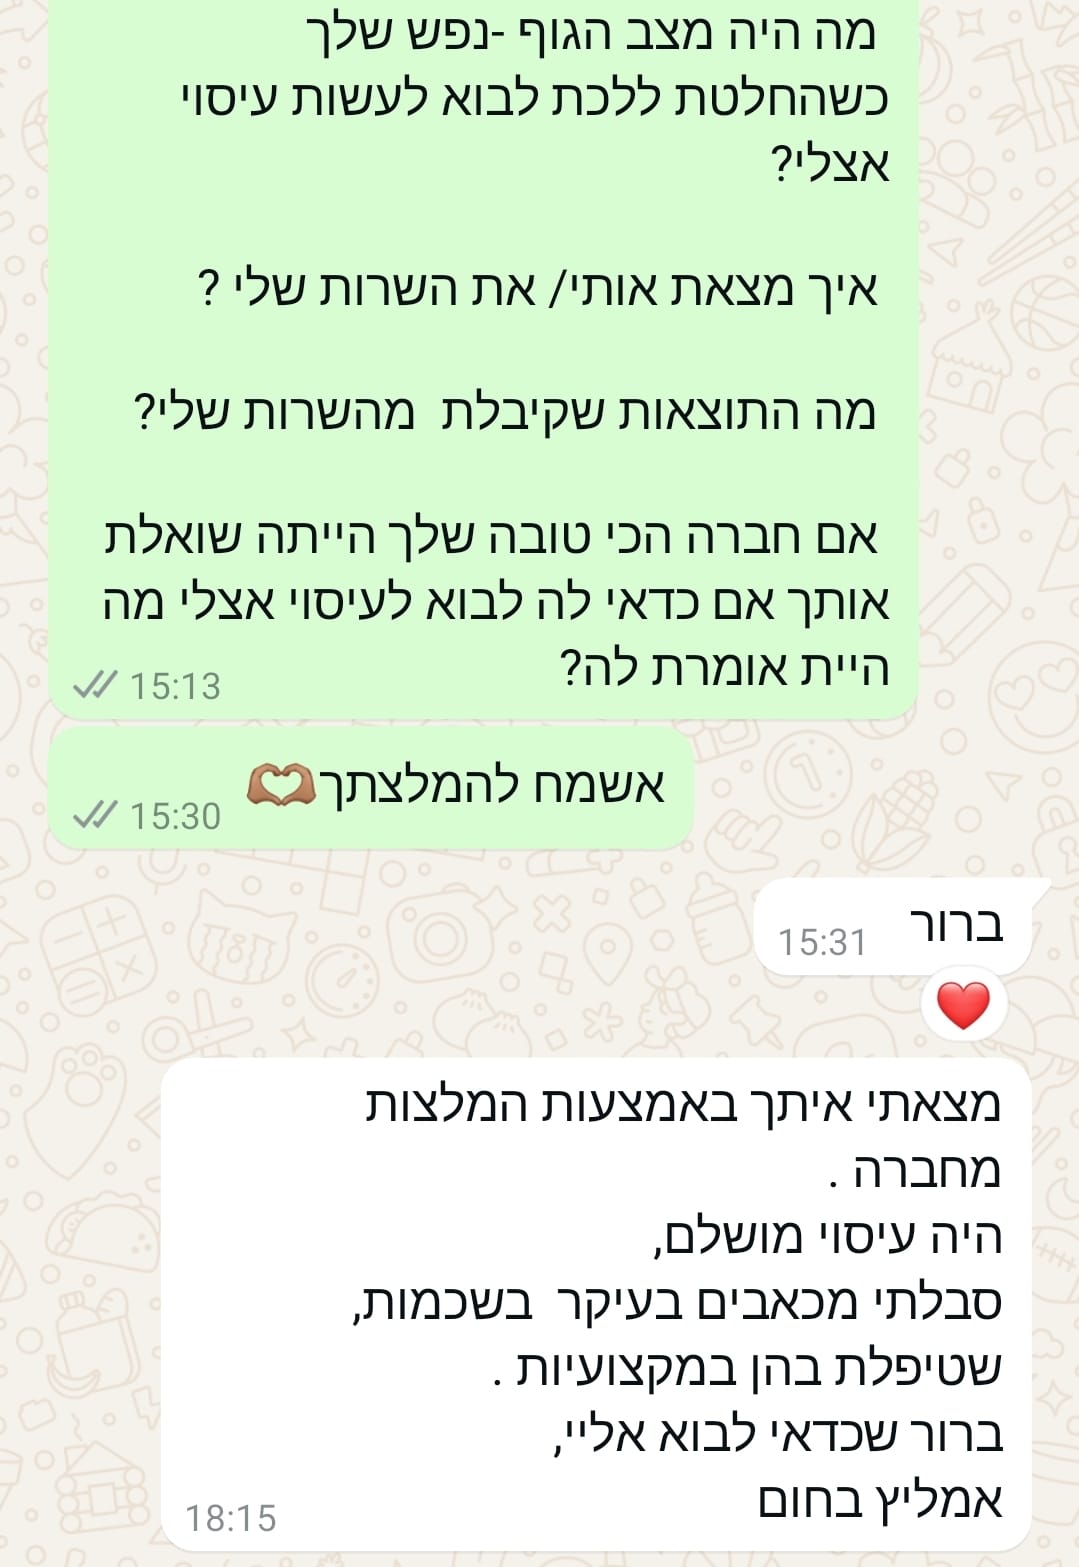 מה היה מצב הגוף -נפש שלך
כשהחלטת ללכת לבוא לעשות עיסוי
אצלי?
איך מצאת אותי/ את השרות שלי ?
מה התוצאות שקיבלת  מהשרות שלי?
אם חברה הכי טובה שלך הייתה שואלת
אותך אם כדאי לה לבוא לעיסוי אצלי מה
היית אומרת לה?
15:13
אשמח להמלצתך🫶🏽
15:30
ברור
15:31
מצאתי איתך באמצעות המלצות
מחברה .
היה עיסוי מושלם,
סבלתי מכאבים בעיקר  בשכמות,
שטיפלת בהן במקצועיות .
ברור שכדאי לבוא אליי,
אמליץ בחום
18:15